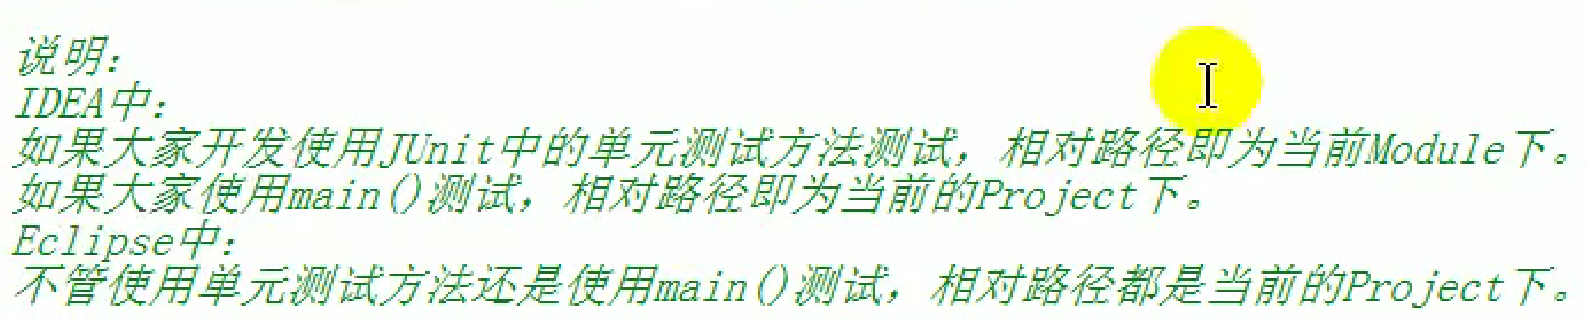 说明：
IDEA中：
如果大家开发使用JUnit中的单元测试方法测试，相对路径即为当前Module下。
如果大家使用main()测试，相对路径即为当前的Project下。
Eclipse中：
不管使用单元测试方法还是使用main()测试，相对路径都是当前的Project下。